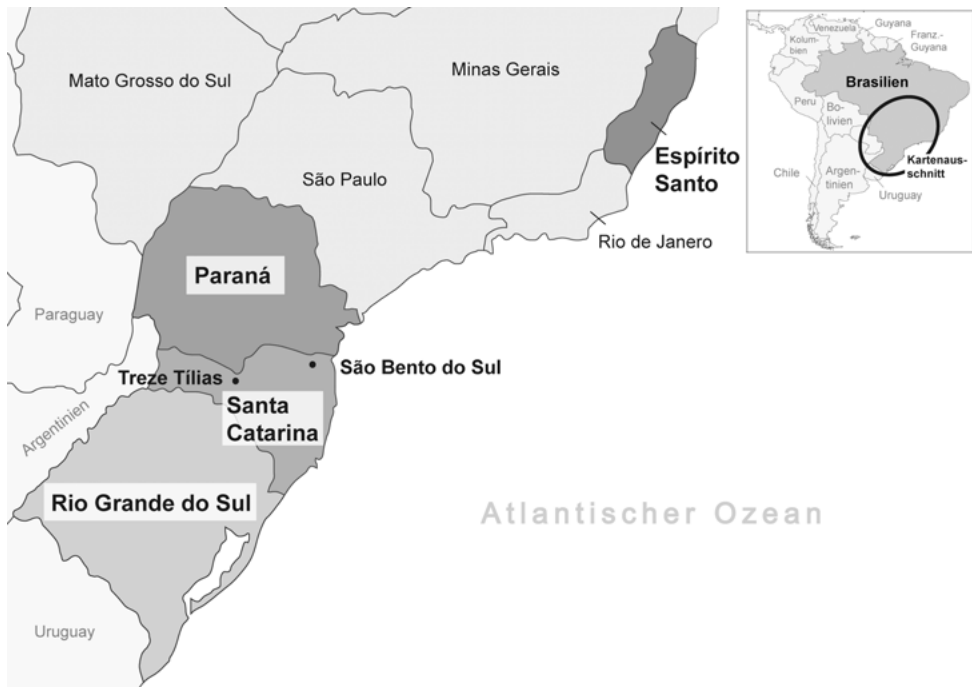 Mato Grosso do Sul
Minas Gerais
São Paulo
Espírito
Santo
Rio de Janero
Paraná
Paraguay
São Bento do Sul
Treze Tílias
Santa
Catarina
Argentinien
Rio Grande do Sul
Atlantischer Ozean
Uruguay
Venezuela
Guyana
Kolum-
bien
Franz.-
Guyana
Brasilien
Peru
Bo-
livien
Kartenaus-
schnitt
Chile
Argen-
tinien
Uruguay